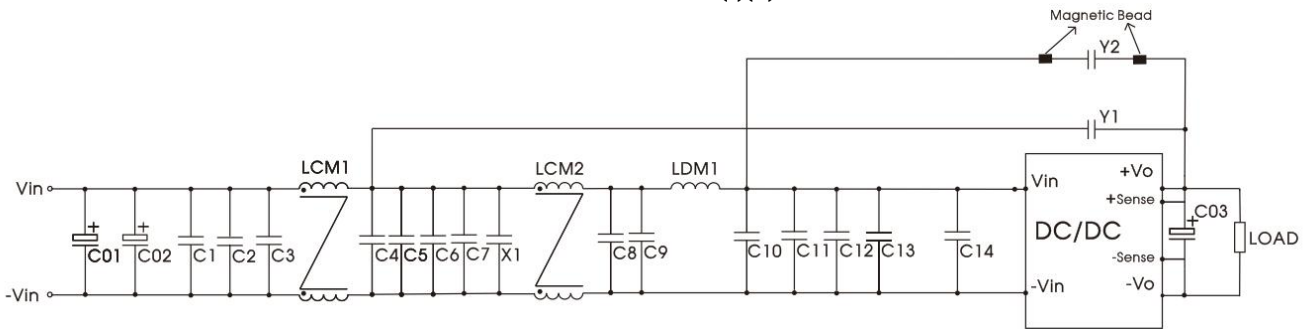 Magnetic Bead
Y2
Y1
LCM1
LCM2
LDM1
Vin
Vin
+Vo
+Sense
+
C01
+
C02
C1
C2
C3
C4
C5
C6
C7
X1
C8
C9
C10
C11
C12
C13
C14
DC/DC
+
C03
LOAD
-Sense
-Vin
-Vin
-Vo